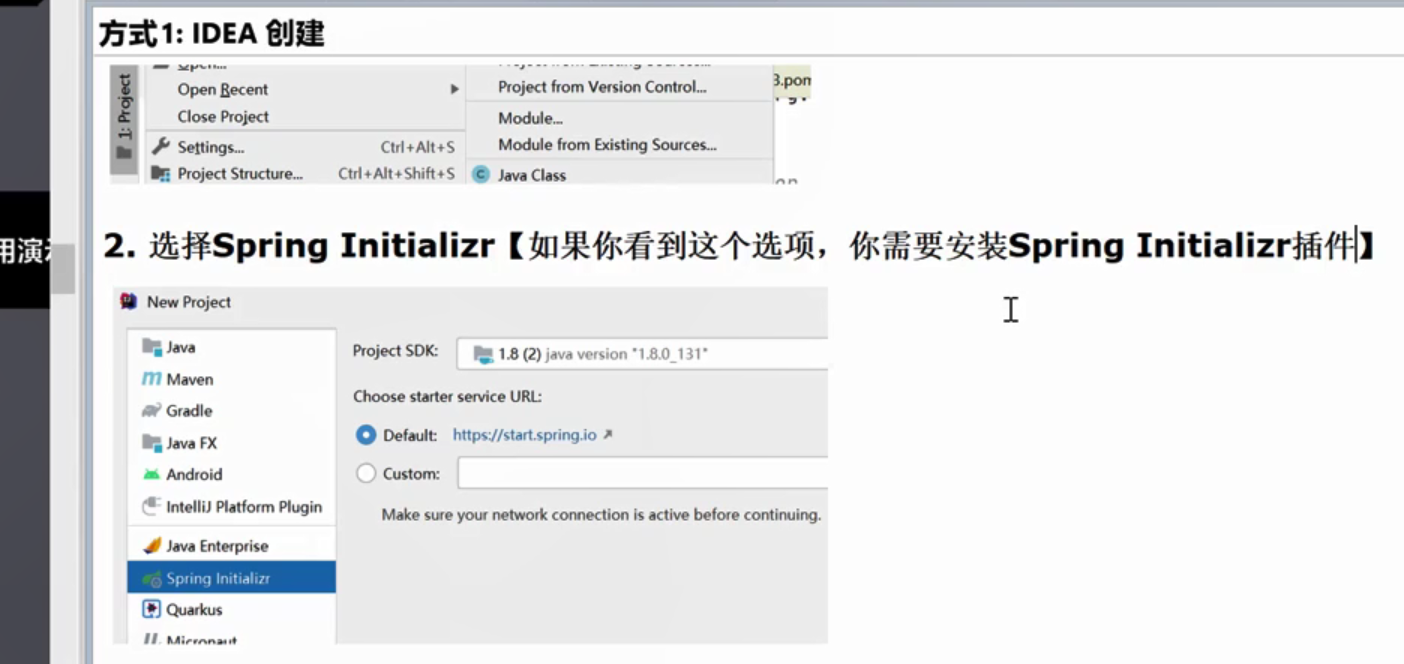 方式1: IDEA 创建
Open...
Open Recent
Close Project
Settings... Ctrl+Alt+S
Project Structure... Ctrl+Alt+Shift+S
1: Project
Project from Existing Sources...
Project from Version Control...
Module...
Module from Existing Sources...
Java Class
3.pom
用演示
2. 选择Spring Initializr【如果你看到这个选项，你需要安装Spring Initializr插件】
New Project
Java
Maven
Gradle
Java FX
Android
IntelliJ Platform Plugin
Java Enterprise
Spring Initializr
Quarkus
Micronaut
Project SDK: 1.8 (2) java version "1.8.0_131"
Choose starter service URL:
Default: https://start.spring.io
Custom:
Make sure your network connection is active before continuing.